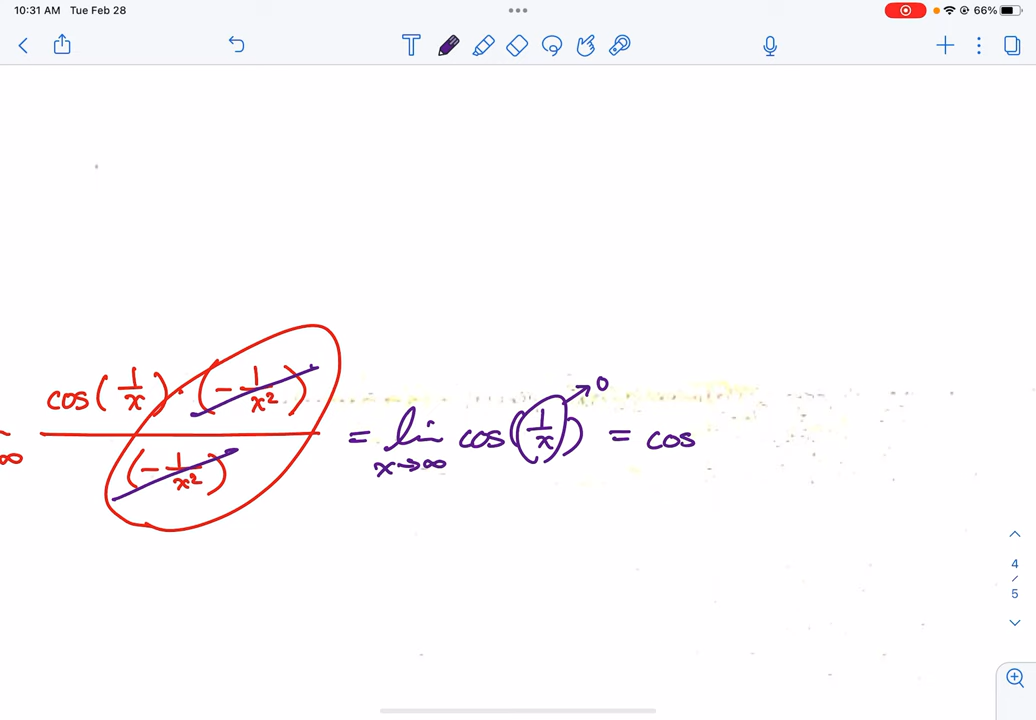 10:31 AM Tue Feb 28
66%
T
cos(1/x) · (-1/x²)
∞ (-1/x²)
= lim x→∞ cos(1/x) → 0 = cos
4
/
5